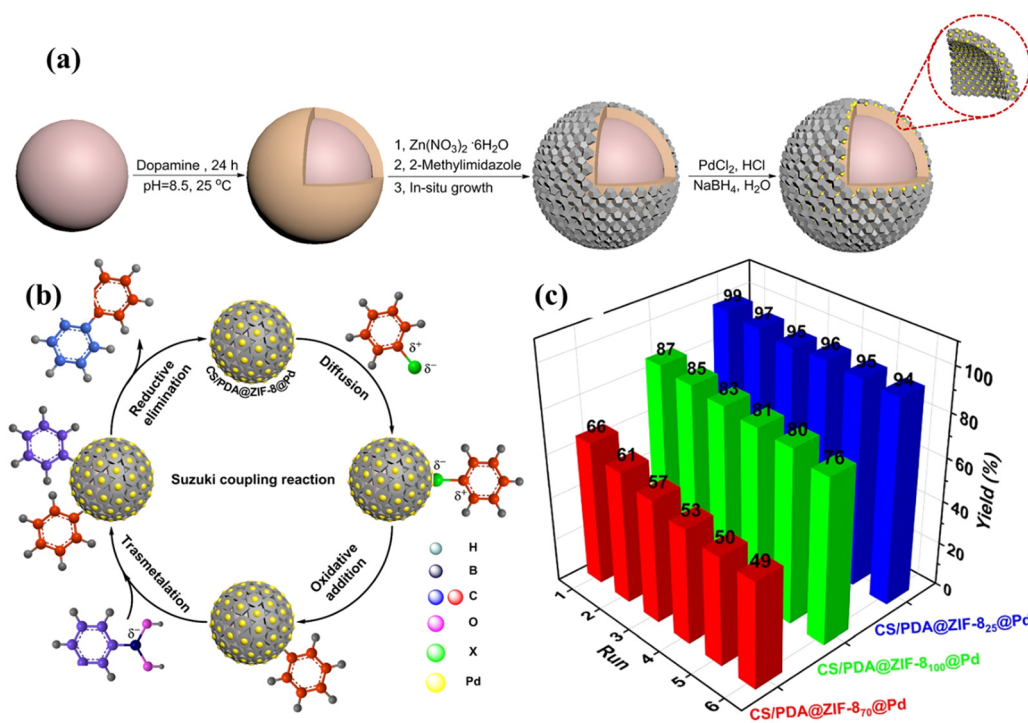 (a)
Dopamine , 24 h
pH=8.5, 25 °C
1, Zn(NO3)2 ·6H2O
2, 2-Methylimidazole
3, In-situ growth
PdCl2, HCl
NaBH4, H2O
(b)
CS/PDA@ZIF-8@Pd
Reductive
elimination
Diffusion
δ+
δ−
Suzuki coupling reaction
δ−
δ+
Trasmetalation
Oxidative
addition
δ−
H
B
C
O
X
Pd
(c)
99
97
95
96
95
94
87
85
83
81
80
76
66
61
57
53
50
49
100
80
60
40
20
0
Yield (%)
1
2
3
4
5
6
Run
CS/PDA@ZIF-825@Pd
CS/PDA@ZIF-8100@Pd
CS/PDA@ZIF-870@Pd